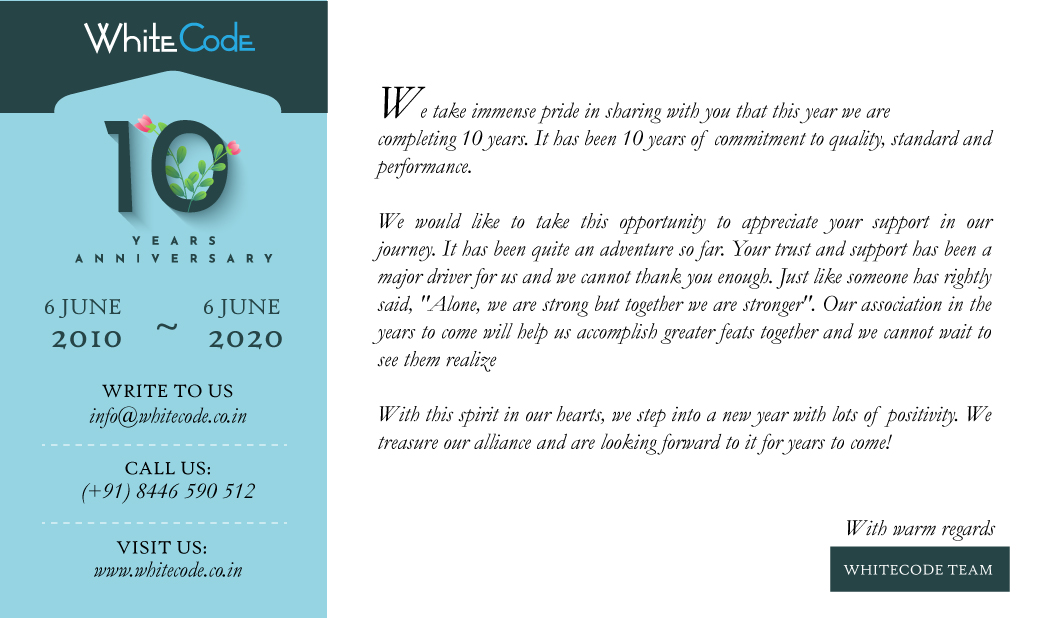 WhiteCode
10
YEARS
ANNIVERSARY
6 JUNE
2010
~
6 JUNE
2020
WRITE TO US
info@whitecode.co.in
CALL US:
(+91) 8446 590 512
VISIT US:
www.whitecode.co.in
We take immense pride in sharing with you that this year we are
completing 10 years. It has been 10 years of commitment to quality, standard and
performance.
We would like to take this opportunity to appreciate your support in our
journey. It has been quite an adventure so far. Your trust and support has been a
major driver for us and we cannot thank you enough. Just like someone has rightly
said, "Alone, we are strong but together we are stronger". Our association in the
years to come will help us accomplish greater feats together and we cannot wait to
see them realize
With this spirit in our hearts, we step into a new year with lots of positivity. We
treasure our alliance and are looking forward to it for years to come!
With warm regards
WHITECODE TEAM